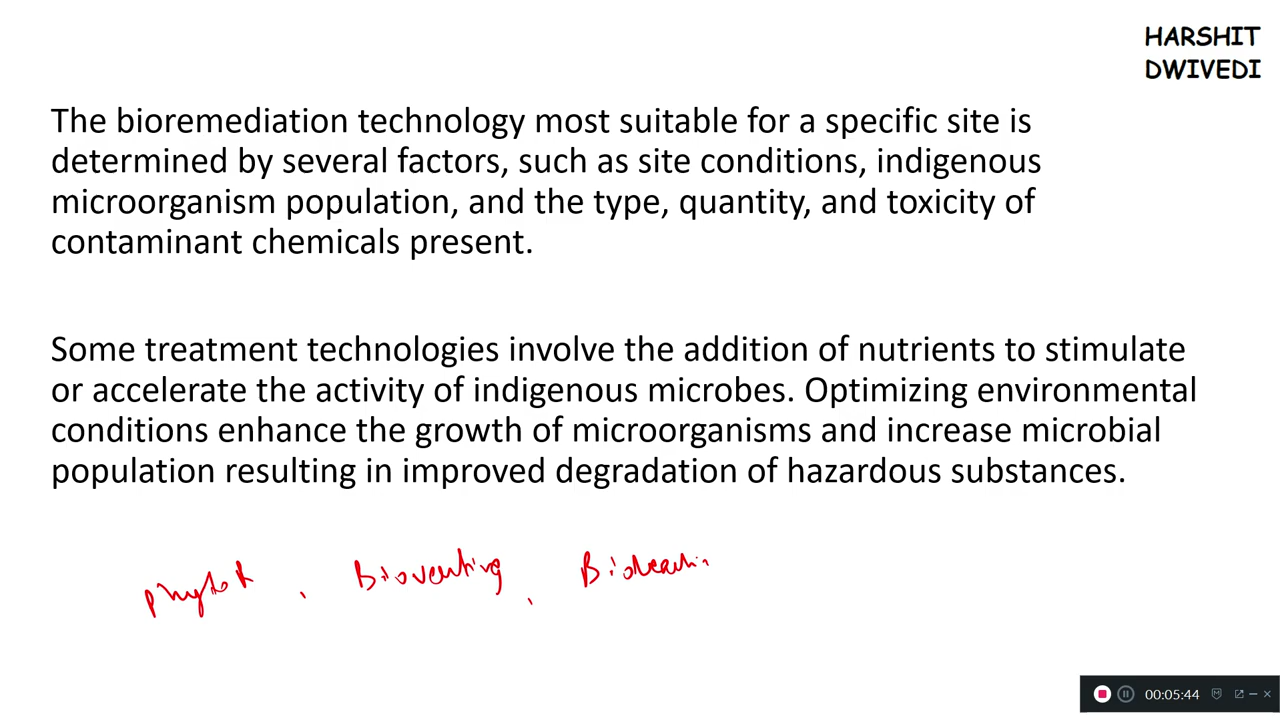 HARSHIT
DWIVEDI
The bioremediation technology most suitable for a specific site is
determined by several factors, such as site conditions, indigenous
microorganism population, and the type, quantity, and toxicity of
contaminant chemicals present.
Some treatment technologies involve the addition of nutrients to stimulate
or accelerate the activity of indigenous microbes. Optimizing environmental
conditions enhance the growth of microorganisms and increase microbial
population resulting in improved degradation of hazardous substances.
Bioventing ,
00:05:44